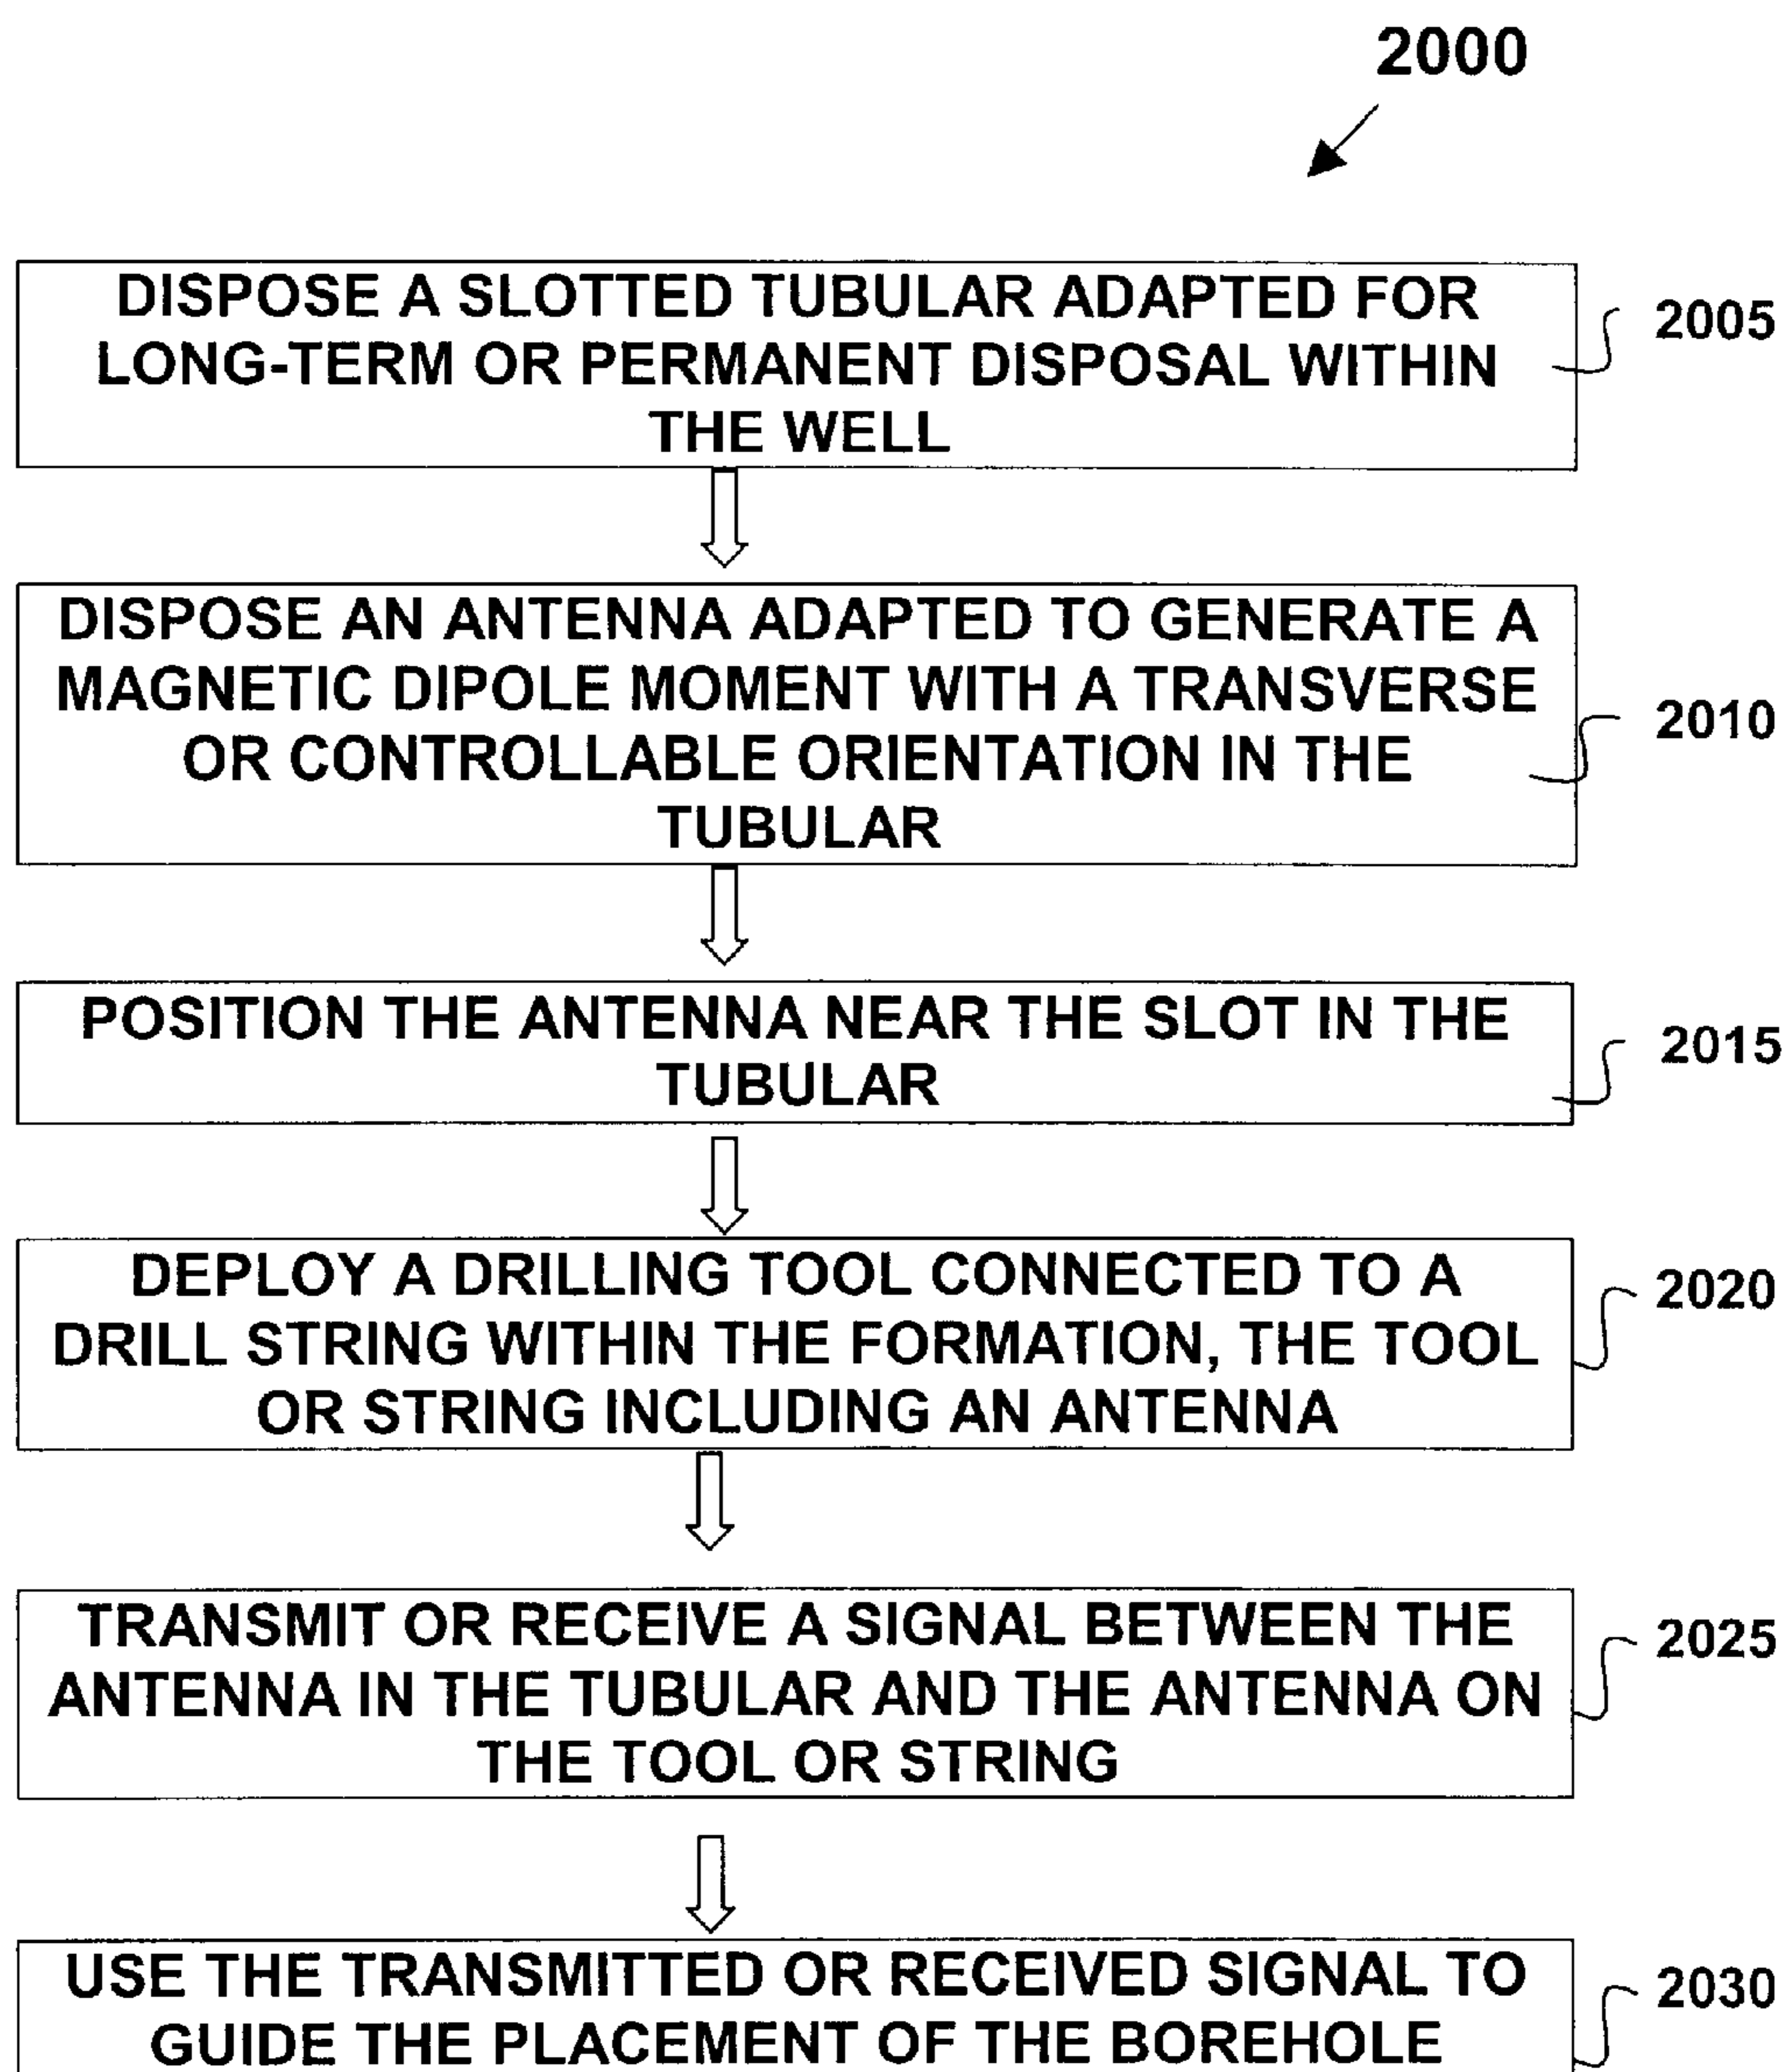 2000
DISPOSE A SLOTTED TUBULAR ADAPTED FOR
LONG-TERM OR PERMANENT DISPOSAL WITHIN
THE WELL
2005
DISPOSE AN ANTENNA ADAPTED TO GENERATE A
MAGNETIC DIPOLE MOMENT WITH A TRANSVERSE
OR CONTROLLABLE ORIENTATION IN THE
TUBULAR
2010
POSITION THE ANTENNA NEAR THE SLOT IN THE
TUBULAR
2015
DEPLOY A DRILLING TOOL CONNECTED TO A
DRILL STRING WITHIN THE FORMATION, THE TOOL
OR STRING INCLUDING AN ANTENNA
2020
TRANSMIT OR RECEIVE A SIGNAL BETWEEN THE
ANTENNA IN THE TUBULAR AND THE ANTENNA ON
THE TOOL OR STRING
2025
USE THE TRANSMITTED OR RECEIVED SIGNAL TO
GUIDE THE PLACEMENT OF THE BOREHOLE
2030